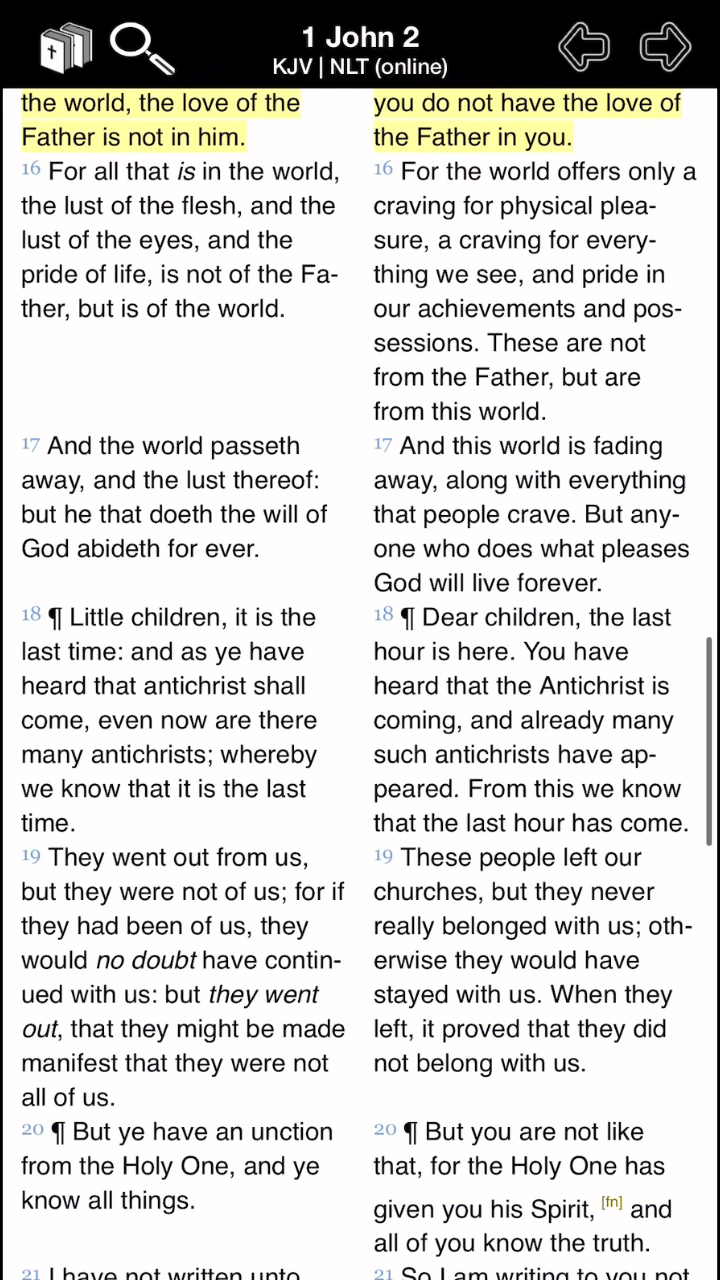 1 John 2
KJV | NLT (online)
the world, the love of the
Father is not in him.
16 For all that is in the world,
the lust of the flesh, and the
lust of the eyes, and the
pride of life, is not of the Fa-
ther, but is of the world.
17 And the world passeth
away, and the lust thereof:
but he that doeth the will of
God abideth for ever.
18 ¶ Little children, it is the
last time: and as ye have
heard that antichrist shall
come, even now are there
many antichrists; whereby
we know that it is the last
time.
19 They went out from us,
but they were not of us; for if
they had been of us, they
would no doubt have contin-
ued with us: but they went
out, that they might be made
manifest that they were not
all of us.
20 ¶ But ye have an unction
from the Holy One, and ye
know all things.
21 I have not written unto
you do not have the love of
the Father in you.
16 For the world offers only a
craving for physical plea-
sure, a craving for every-
thing we see, and pride in
our achievements and pos-
sessions. These are not
from the Father, but are
from this world.
17 And this world is fading
away, along with everything
that people crave. But any-
one who does what pleases
God will live forever.
18 ¶ Dear children, the last
hour is here. You have
heard that the Antichrist is
coming, and already many
such antichrists have ap-
peared. From this we know
that the last hour has come.
19 These people left our
churches, but they never
really belonged with us; oth-
erwise they would have
stayed with us. When they
left, it proved that they did
not belong with us.
20 ¶ But you are not like
that, for the Holy One has
given you his Spirit, [fn] and
all of you know the truth.
21 So I am writing to you not